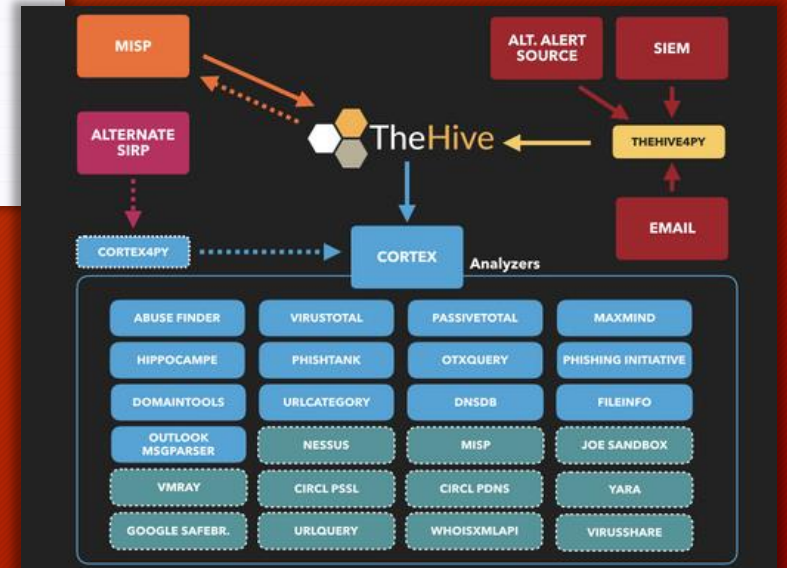 MISP
ALT. ALERT
SOURCE
SIEM
ALTERNATE
SIRP
TheHive
THEHIVE4PY
EMAIL
CORTEX4PY
CORTEX
Analyzers
ABUSE FINDER
VIRUSTOTAL
PASSIVETOTAL
MAXMIND
HIPPOCAMPE
PHISHTANK
OTXQUERY
PHISHING INITIATIVE
DOMAINTOOLS
URLCATEGORY
DNSDB
FILEINFO
OUTLOOK
MSGPARSER
NESSUS
MISP
JOE SANDBOX
VMRAY
CIRCL PSSL
CIRCL PDNS
YARA
GOOGLE SAFEBR.
URLQUERY
WHOISXMLAPI
VIRUSSHARE